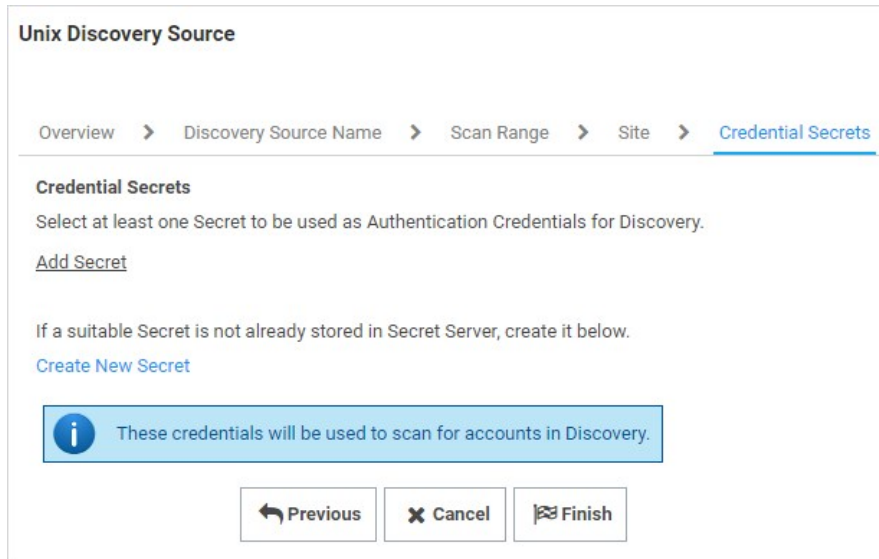 Unix Discovery Source
Overview > Discovery Source Name > Scan Range > Site > Credential Secrets
Credential Secrets
Select at least one Secret to be used as Authentication Credentials for Discovery.
Add Secret
If a suitable Secret is not already stored in Secret Server, create it below.
Create New Secret
i These credentials will be used to scan for accounts in Discovery.
Previous Cancel Finish